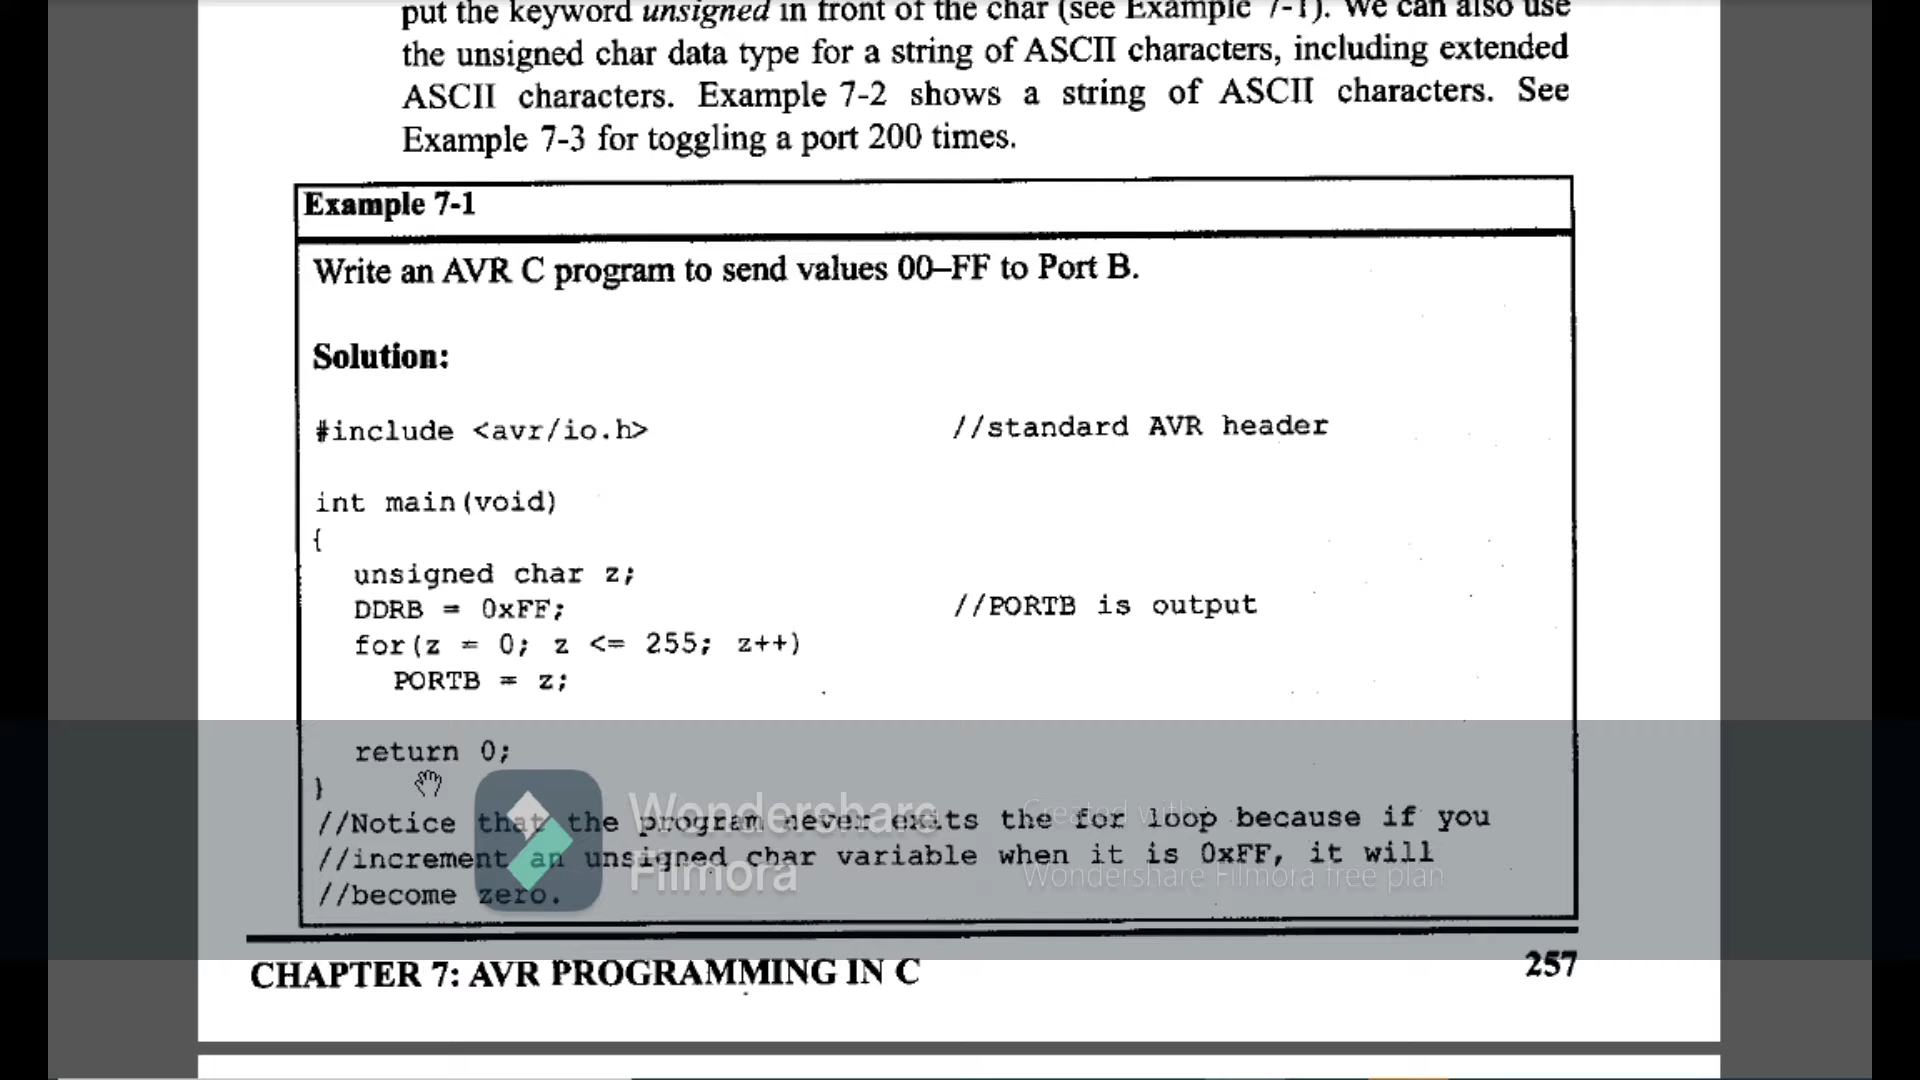 put the keyword unsigned in front of the char (see Example 7-1). We can also use
the unsigned char data type for a string of ASCII characters, including extended
ASCII characters. Example 7-2 shows a string of ASCII characters. See
Example 7-3 for toggling a port 200 times.
Example 7-1
Write an AVR C program to send values 00–FF to Port B.
Solution:
#include <avr/io.h> //standard AVR header
int main(void)
{
unsigned char z;
DDRB = 0xFF; //PORTB is output
for(z = 0; z <= 255; z++)
PORTB = z;
return 0;
}
//Notice that the program never exits the for loop because if you
//increment an unsigned char variable when it is 0xFF, it will
//become zero.
Wondershare
Filmora
Created with
Wondershare Filmora free plan
CHAPTER 7: AVR PROGRAMMING IN C 257